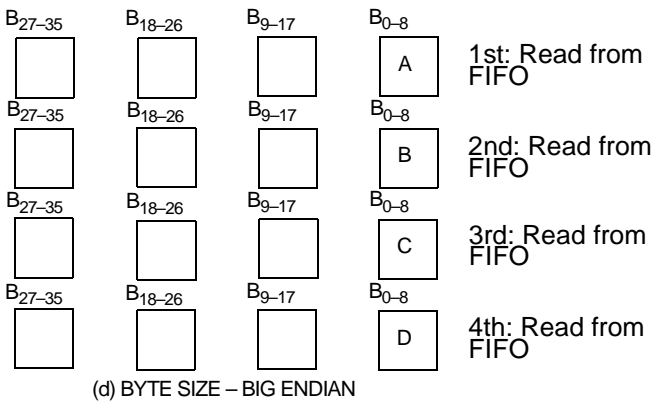 B27–35 B18–26 B9–17 B0–8
A 1st: Read from
FIFO
B27–35 B18–26 B9–17 B0–8
B 2nd: Read from
FIFO
B27–35 B18–26 B9–17 B0–8
C 3rd: Read from
FIFO
B27–35 B18–26 B9–17 B0–8
D 4th: Read from
FIFO
(d) BYTE SIZE – BIG ENDIAN